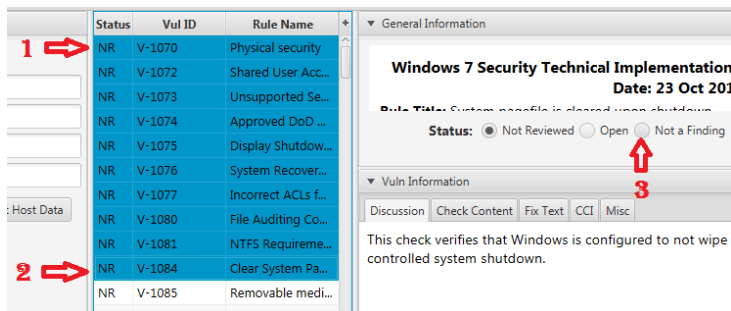 Status Vul ID Rule Name +
NR V-1070 Physical security
NR V-1072 Shared User Acc...
NR V-1073 Unsupported Se...
NR V-1074 Approved DoD ...
NR V-1075 Display Shutdow...
NR V-1076 System Recover...
NR V-1077 Incorrect ACLs f...
NR V-1080 File Auditing Co...
NR V-1081 NTFS Requireme...
NR V-1084 Clear System Pa...
NR V-1085 Removable medi...
1
2
Host Data
General Information
Windows 7 Security Technical Implementation
Date: 23 Oct 201
Rule Title: System pagefile is cleared upon shutdown
Status: Not Reviewed Open Not a Finding
3
Vuln Information
Discussion Check Content Fix Text CCI Misc
This check verifies that Windows is configured to not wipe
controlled system shutdown.